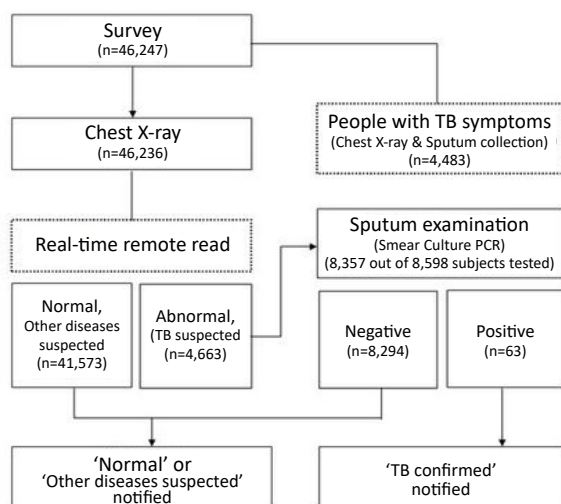 Survey
(n=46,247)
Chest X-ray
(n=46,236)
People with TB symptoms
(Chest X-ray & Sputum collection)
(n=4,483)
Real-time remote read
Sputum examination
(Smear Culture PCR)
(8,357 out of 8,598 subjects tested)
Normal,
Other diseases
suspected
(n=41,573)
Abnormal,
(TB suspected
(n=4,663)
Negative
(n=8,294)
Positive
(n=63)
'Normal' or
'Other diseases suspected'
notified
'TB confirmed'
notified